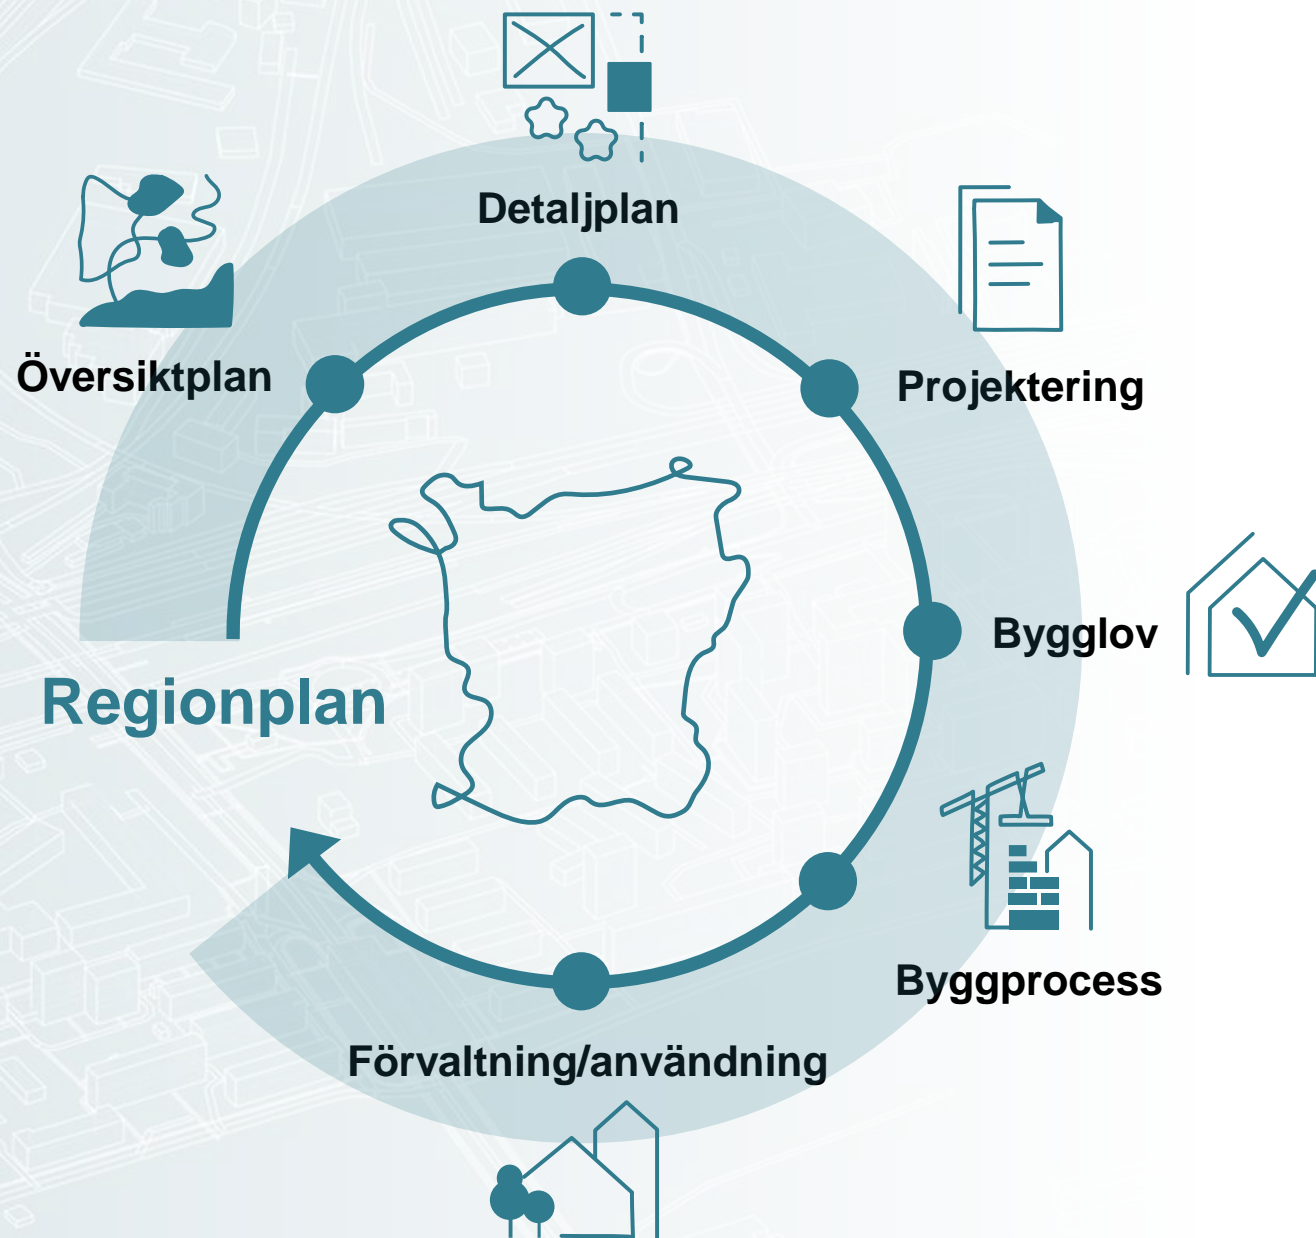 Detaljplan
Översiktplan
Projektering
Bygglov
Regionplan
Byggprocess
Förvaltning/användning